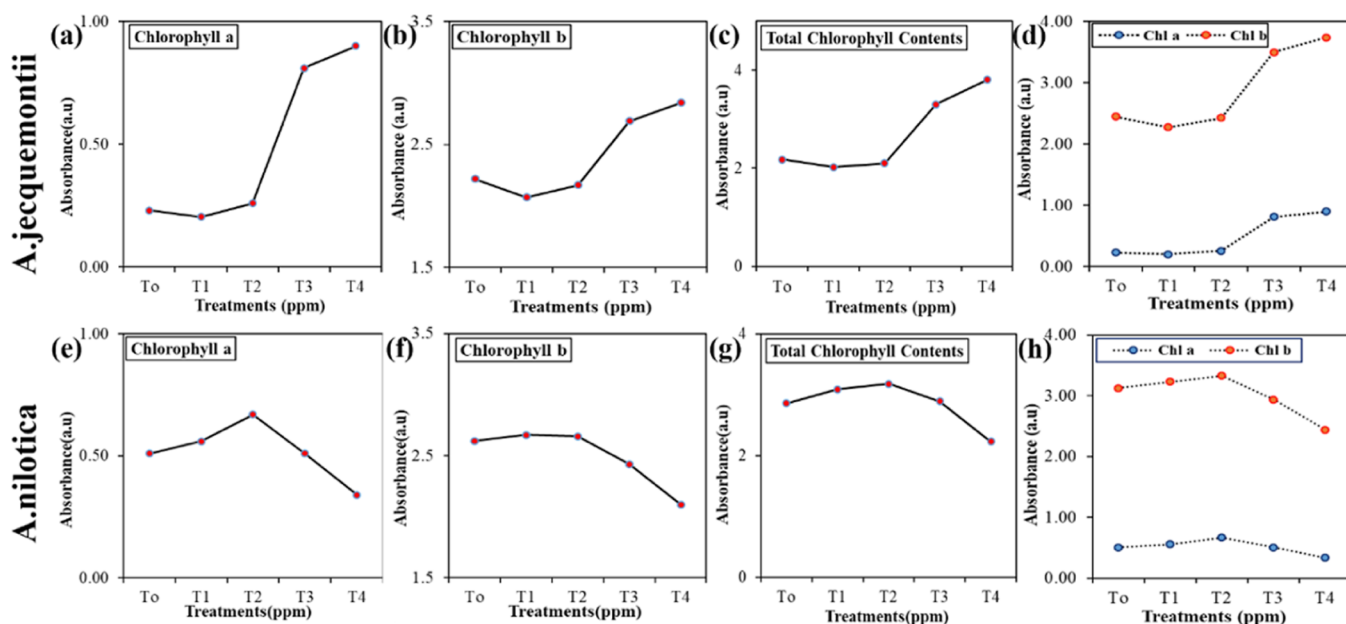 A.jecquemontii
(a)
Chlorophyll a
1.00
0.50
0.00
Absorbance(a.u)
To T1 T2 T3 T4
Treatments (ppm)
(b)
Chlorophyll b
3.5
2.5
1.5
Absorbance (a.u)
To T1 T2 T3 T4
Treatments (ppm)
(c)
Total Chlorophyll Contents
4
2
0
Absorbance (a.u)
To T1 T2 T3 T4
Treatments (ppm)
(d)
Chl a Chl b
4.00
3.00
2.00
1.00
0.00
Absorbance (a.u)
To T1 T2 T3 T4
Treatments (ppm)
A.nilotica
(e)
Chlorophyll a
1.00
0.50
0.00
Absorbance(a.u)
To T1 T2 T3 T4
Treatments(ppm)
(f)
Chlorophyll b
3.5
2.5
1.5
Absorbance (a.u)
To T1 T2 T3 T4
Treatments(ppm)
(g)
Total Chlorophyll Contents
4
2
0
Absorbance (a.u)
To T1 T2 T3 T4
Treatments(ppm)
(h)
Chl a Chl b
4.00
3.00
2.00
1.00
0.00
Absorbance (a.u)
To T1 T2 T3 T4
Treatments (ppm)